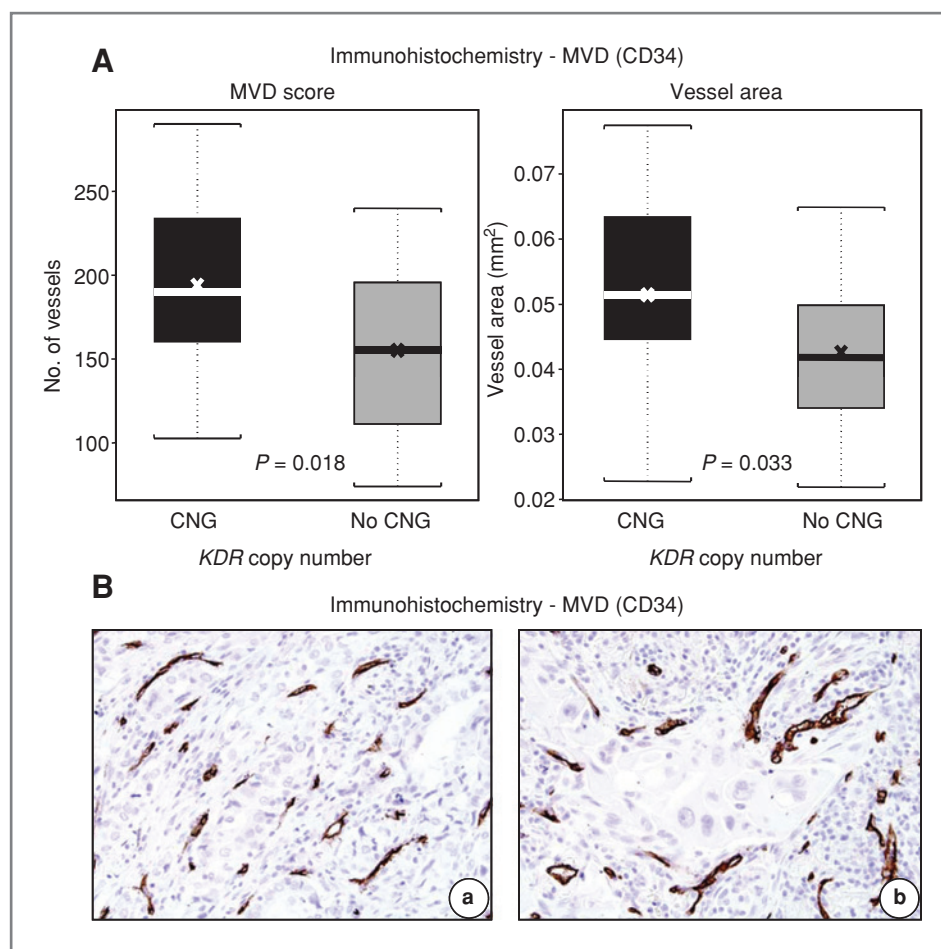 A
Immunohistochemistry - MVD (CD34)
MVD score
Vessel area
No. of vessels
250
200
150
100
P = 0.018
CNG
No CNG
KDR copy number
Vessel area (mm²)
0.07
0.06
0.05
0.04
0.03
0.02
P = 0.033
CNG
No CNG
KDR copy number
B
Immunohistochemistry - MVD (CD34)
a
b